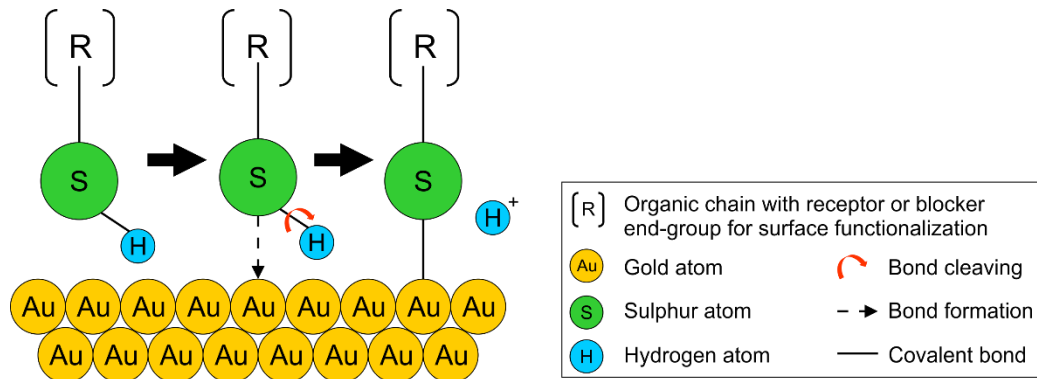 [R] [R] [R]
S S S
H H H+
Au Au Au Au Au Au Au Au Au
Au Au Au Au Au Au Au Au
[R] Organic chain with receptor or blocker
end-group for surface functionalization
Au Gold atom Bond cleaving
S Sulphur atom Bond formation
H Hydrogen atom Covalent bond